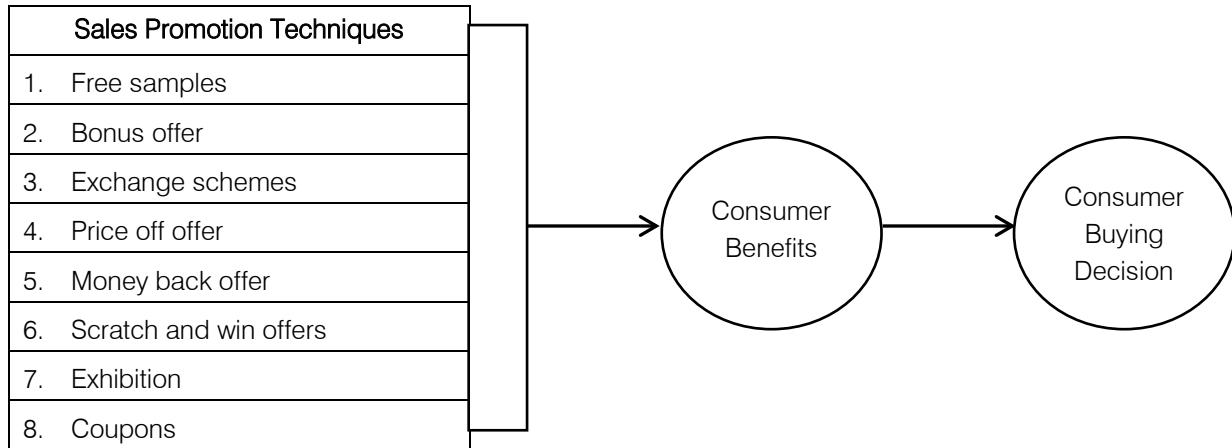 Sales Promotion Techniques
1. Free samples
2. Bonus offer
3. Exchange schemes
4. Price off offer
5. Money back offer
6. Scratch and win offers
7. Exhibition
8. Coupons
Consumer
Benefits
Consumer
Buying
Decision